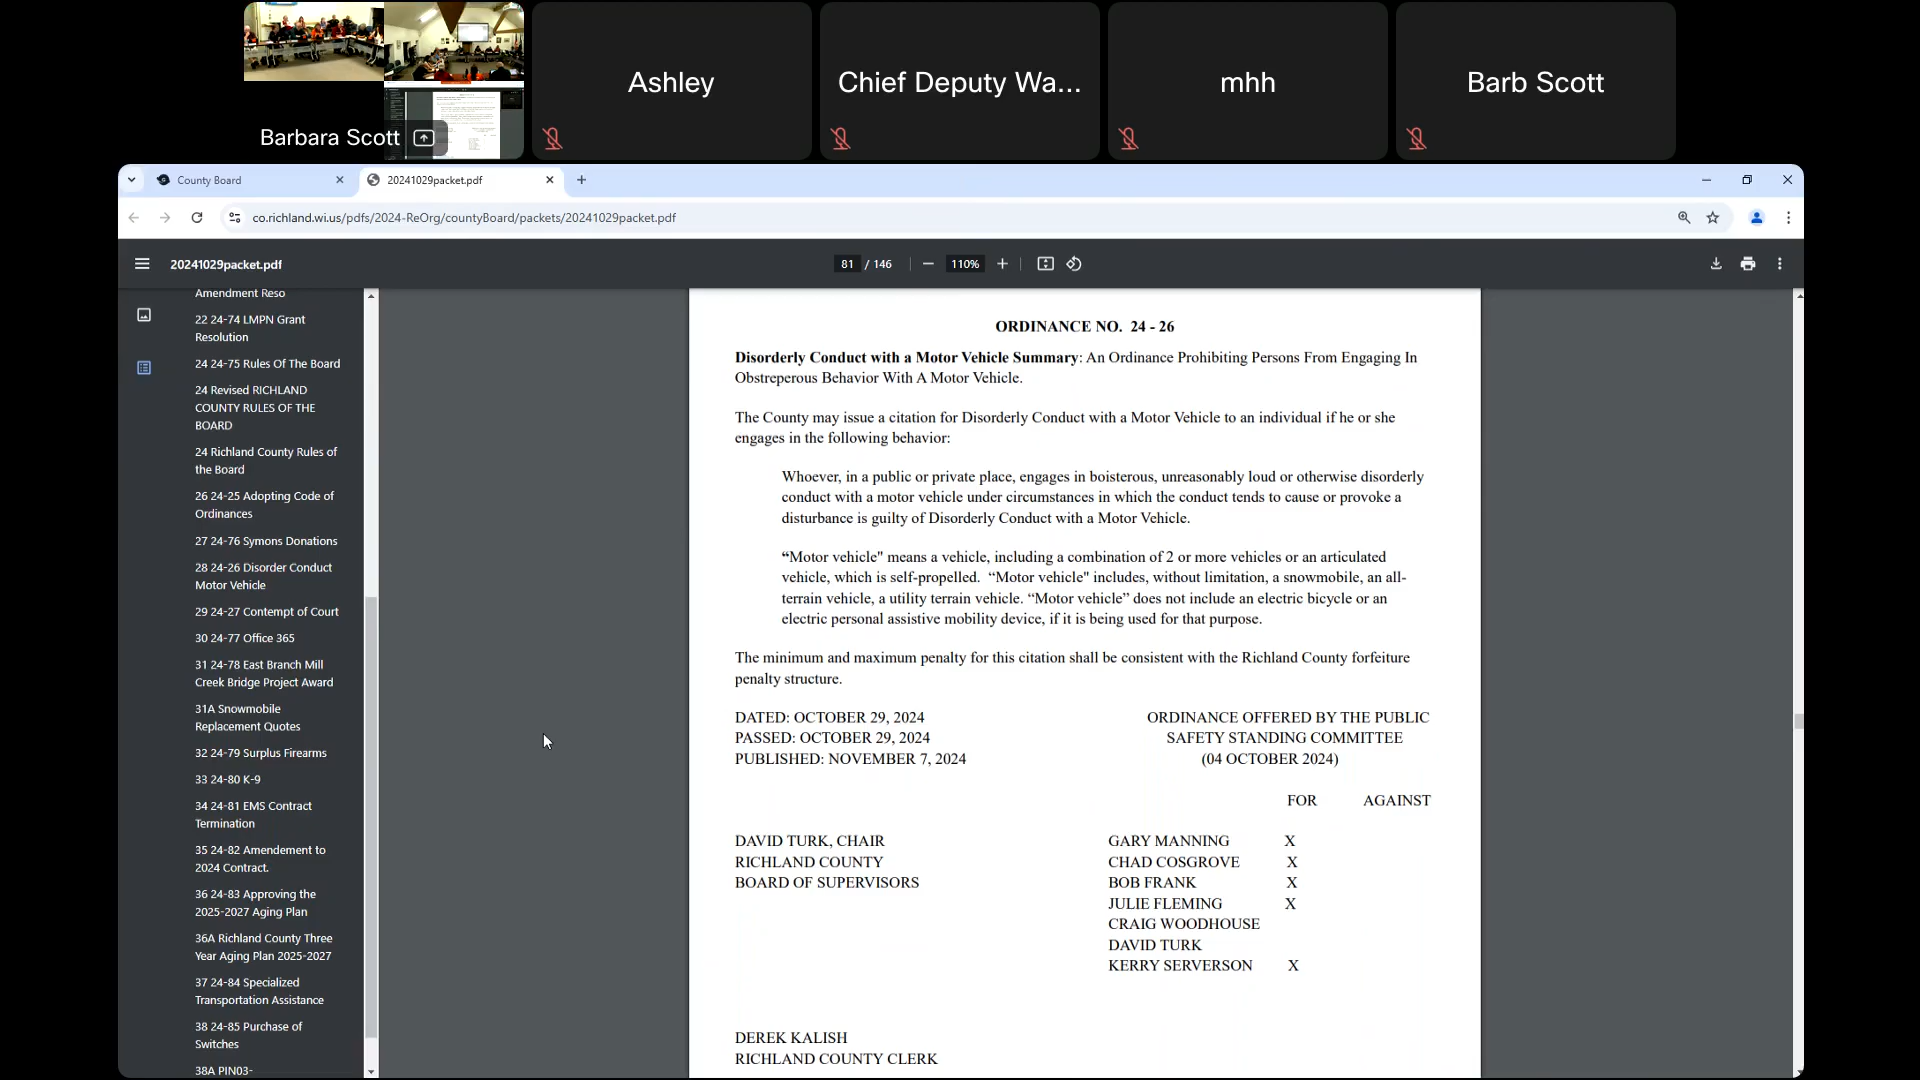 Barbara Scott
Ashley
Chief Deputy Wa...
mhh
Barb Scott
County Board
20241029packet.pdf
co.richland.wi.us/pdfs/2024-ReOrg/countyBoard/packets/20241029packet.pdf
20241029packet.pdf
81 / 146
110%
Amendment Reso
22 24-74 LMPN Grant
Resolution
24 24-75 Rules Of The Board
24 Revised RICHLAND
COUNTY RULES OF THE
BOARD
24 Richland County Rules of
the Board
26 24-25 Adopting Code of
Ordinances
27 24-76 Symons Donations
28 24-26 Disorder Conduct
Motor Vehicle
29 24-27 Contempt of Court
30 24-77 Office 365
31 24-78 East Branch Mill
Creek Bridge Project Award
31A Snowmobile
Replacement Quotes
32 24-79 Surplus Firearms
33 24-80 K-9
34 24-81 EMS Contract
Termination
35 24-82 Amendement to
2024 Contract.
36 24-83 Approving the
2025-2027 Aging Plan
36A Richland County Three
Year Aging Plan 2025-2027
37 24-84 Specialized
Transportation Assistance
38 24-85 Purchase of
Switches
38A PIN03-
ORDINANCE NO. 24 - 26
Disorderly Conduct with a Motor Vehicle Summary: An Ordinance Prohibiting Persons From Engaging In
Obstreperous Behavior With A Motor Vehicle.
The County may issue a citation for Disorderly Conduct with a Motor Vehicle to an individual if he or she
engages in the following behavior:
Whoever, in a public or private place, engages in boisterous, unreasonably loud or otherwise disorderly
conduct with a motor vehicle under circumstances in which the conduct tends to cause or provoke a
disturbance is guilty of Disorderly Conduct with a Motor Vehicle.
“Motor vehicle" means a vehicle, including a combination of 2 or more vehicles or an articulated
vehicle, which is self-propelled. “Motor vehicle" includes, without limitation, a snowmobile, an all-
terrain vehicle, a utility terrain vehicle. “Motor vehicle” does not include an electric bicycle or an
electric personal assistive mobility device, if it is being used for that purpose.
The minimum and maximum penalty for this citation shall be consistent with the Richland County forfeiture
penalty structure.
DATED: OCTOBER 29, 2024
PASSED: OCTOBER 29, 2024
PUBLISHED: NOVEMBER 7, 2024
ORDINANCE OFFERED BY THE PUBLIC
SAFETY STANDING COMMITTEE
(04 OCTOBER 2024)
FOR AGAINST
DAVID TURK, CHAIR
RICHLAND COUNTY
BOARD OF SUPERVISORS
GARY MANNING X
CHAD COSGROVE X
BOB FRANK X
JULIE FLEMING X
CRAIG WOODHOUSE
DAVID TURK
KERRY SERVERSON X
DEREK KALISH
RICHLAND COUNTY CLERK